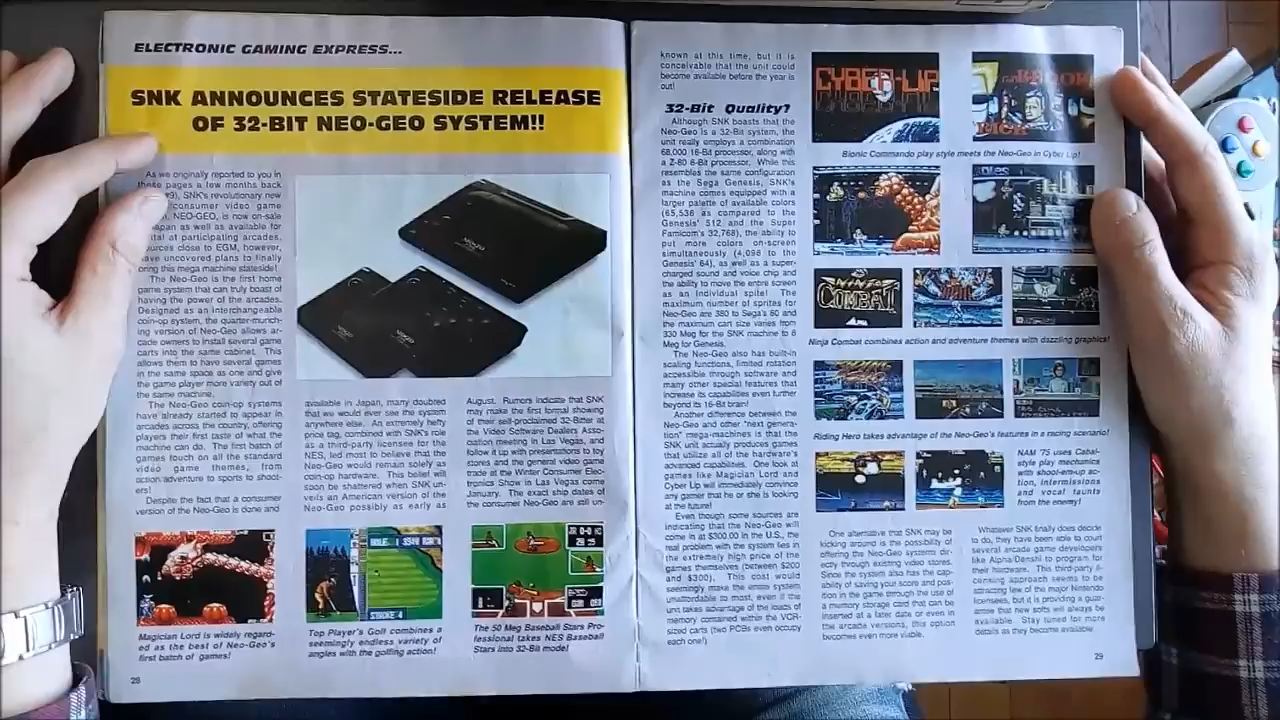 ELECTRONIC GAMING EXPRESS...
SNK ANNOUNCES STATESIDE RELEASE
OF 32-BIT NEO-GEO SYSTEM!!
As we originally reported to you in
these pages a few months back
SNK's revolutionary new
consumer video game
NEO-GEO, is now on-sale
as well as available for
at participating arcades.
close to EGM, however,
have uncovered plans to finally
bring this mega machine stateside!
The Neo-Geo is the first home
game system that can truly boast of
having the power of the arcades.
Designed as an interchangeable
coin-op system, the quarter-munch-
ing version of Neo-Geo allows ar-
cade owners to install several game
carts into the same cabinet. This
allows them to have several games
in the same space as one and give
the game player more variety out of
the same machine.
The Neo-Geo coin-op systems
have already started to appear in
arcades across the country, offering
players their first taste of what the
machine can do. The first batch of
games touch on all the standard
video game themes, from
action/adventure to sports to shoot-
ers!
Despite the fact that a consumer
version of the Neo-Geo is done and
available in Japan, many doubted
that we would ever see the system
anywhere else. An extremely hefty
price tag, combined with SNK's role
as a third-party licensee for the
NES, led most to believe that the
Neo-Geo would remain solely as
coin-op hardware. This belief will
soon be shattered when SNK un-
veils an American version of the
Neo-Geo possibly as early as
August. Rumors indicate that SNK
may make the first formal showing
of their self-proclaimed 32-Bitter at
the Video Software Dealers Asso-
ciation meeting in Las Vegas, and
follow it up with presentations to toy
stores and the general video game
trade at the Winter Consumer Elec-
tronics Show in Las Vegas come
January. The exact ship dates of
the consumer Neo-Geo are still un-
Magician Lord is widely regard-
ed as the best of Neo-Geo's
first batch of games!
Top Player's Golf combines a
seemingly endless variety of
angles with the golfing action!
The 50 Meg Baseball Stars Pro-
fessional takes NES Baseball
Stars into 32-Bit mode!
28
known at this time, but it is
conceivable that the unit could
become available before the year is
out!
32-Bit Quality?
Although SNK boasts that the
Neo-Geo is a 32-Bit system, the
unit really employs a combination
68,000 16-Bit processor, along with
a Z-80 8-Bit processor. While this
resembles the same configuration
as the Sega Genesis, SNK's
machine comes equipped with a
larger palette of available colors
(65,536 as compared to the
Genesis' 512 and the Super
Famicom's 32,768), the ability to
put more colors on-screen
simultaneously (4,096 to the
Genesis' 64), as well as a super-
charged sound and voice chip and
the ability to move the entire screen
as an individual spite! The
maximum number of sprites for
Neo-Geo are 380 to Sega's 80 and
the maximum cart size varies from
330 Meg for the SNK machine to 8
Meg for Genesis.
The Neo-Geo also has built-in
scaling functions, limited rotation
accessible through software and
many other special features that
increase its capabilities even further
beyond its 16-Bit brain!
Another difference between the
Neo-Geo and other "next genera-
tion" mega-machines is that the
SNK unit actually produces games
that utilize all of the hardware's
advanced capabilities. One look at
games like Magician Lord and
Cyber Lip will immediately convince
any gamer that he or she is looking
at the future!
Even though some sources are
indicating that the Neo-Geo will
come in at $300.00 in the U.S., the
real problem with the system lies in
the extremely high price of the
games themselves (between $200
and $300). This cost would
seemingly make the entire system
unaffordable to most, even if the
unit takes advantage of the loads of
memory contained within the VCR-
sized carts (two PCBs even occupy
each one!)
CYBER-LIP
Bionic Commando play style meets the Neo-Geo in Cyber Lip!
NINJA
COMBAT
Ninja Combat combines action and adventure themes with dazzling graphics!
Riding Hero takes advantage of the Neo-Geo's features in a racing scenario!
NAM '75 uses Cabal-
style play mechanics
with shoot-em-up ac-
tion, intermissions
and vocal taunts
from the enemy!
One alternative that SNK may be
kicking around is the possibility of
offering the Neo-Geo systems dir-
ectly through existing video stores.
Since the system also has the cap-
ability of saving your score and pos-
ition in the game through the use of
a memory storage card that can be
inserted at a later date or even in
the arcade versions, this option
becomes even more viable.
Whatever SNK finally does decide
to do, they have been able to court
several arcade game developers
like Alpha/Denshi to program for
their hardware. This third-party li-
censing approach seems to be
attracting few of the major Nintendo
licensees, but it is providing a guar-
antee that new softs will always be
available. Stay tuned for more
details as they become available.
29